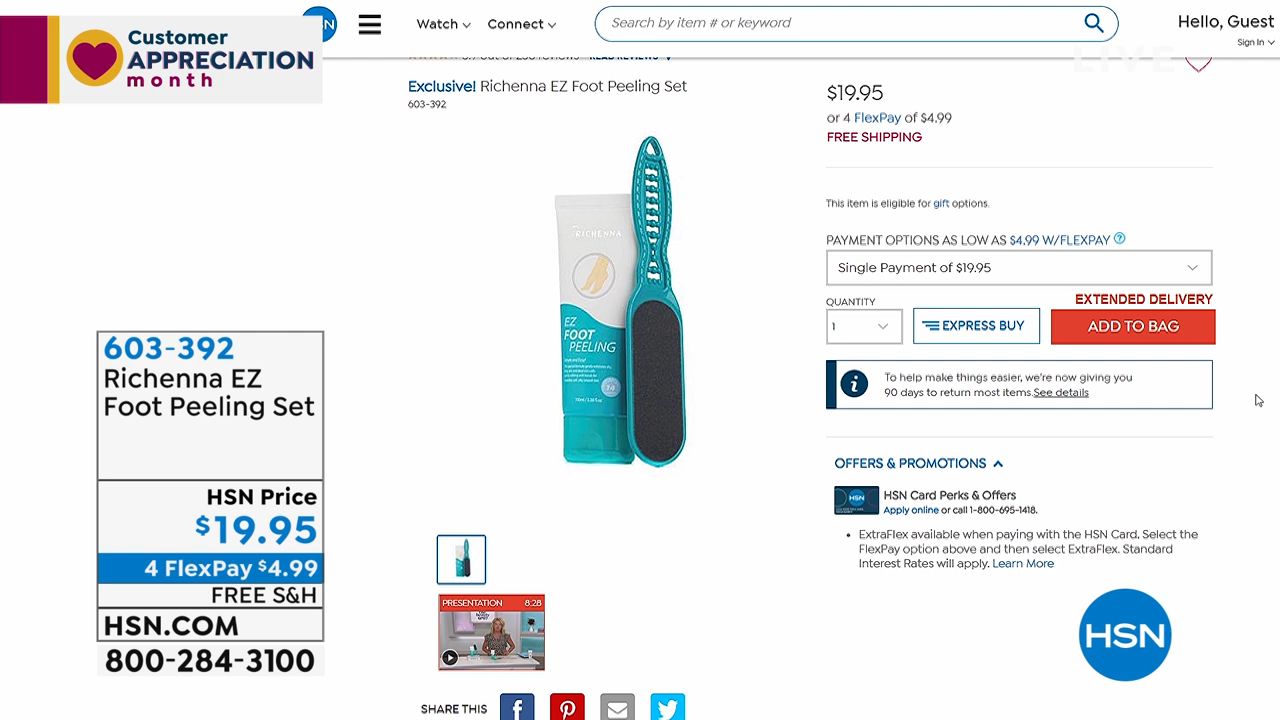 Customer
APPRECIATION
month
HSN
Watch
Connect
Search by item # or keyword
Hello, Guest
Sign In
LIVE
READ REVIEWS
Exclusive! Richenna EZ Foot Peeling Set
603-392
$19.95
or 4 FlexPay of $4.99
FREE SHIPPING
This item is eligible for gift options.
PAYMENT OPTIONS AS LOW AS $4.99 W/FLEXPAY ?
Single Payment of $19.95
QUANTITY
EXTENDED DELIVERY
1
EXPRESS BUY
ADD TO BAG
i
To help make things easier, we're now giving you
90 days to return most items.See details
OFFERS & PROMOTIONS
HSN
HSN Card Perks & Offers
Apply online or call 1-800-695-1418.
• ExtraFlex available when paying with the HSN Card. Select the
FlexPay option above and then select ExtraFlex. Standard
Interest Rates will apply. Learn More
RICHENNA
EZ
FOOT
PEELING
603-392
Richenna EZ
Foot Peeling Set
HSN Price
$19.95
4 FlexPay $4.99
FREE S&H
HSN.COM
800-284-3100
PRESENTATION 8:28
SHARE THIS
HSN